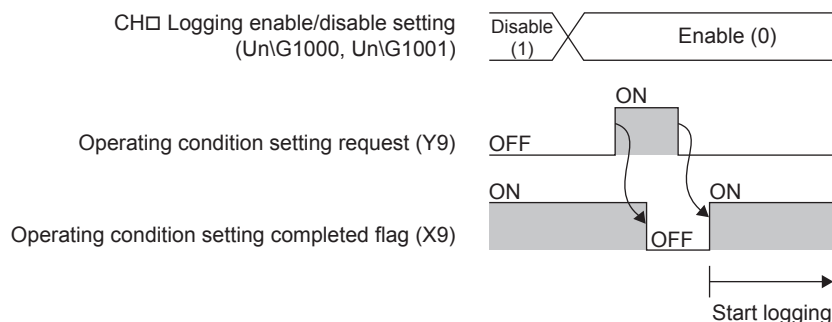 CH□ Logging enable/disable setting
(Un\G1000, Un\G1001)
Disable
(1)
Enable (0)
ON
Operating condition setting request (Y9)
OFF
ON
ON
Operating condition setting completed flag (X9)
OFF
Start logging